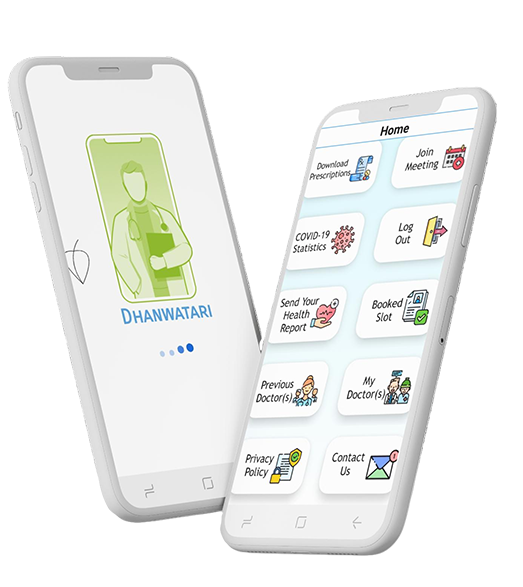 DHANWATARI
Home
Download
Prescriptions
Join
Meeting
COVID-19
Statistics
Log
Out
Send Your
Health
Report
Booked
Slot
Previous
Doctor(s)
My
Doctor(s)
Privacy
Policy
Contact
Us